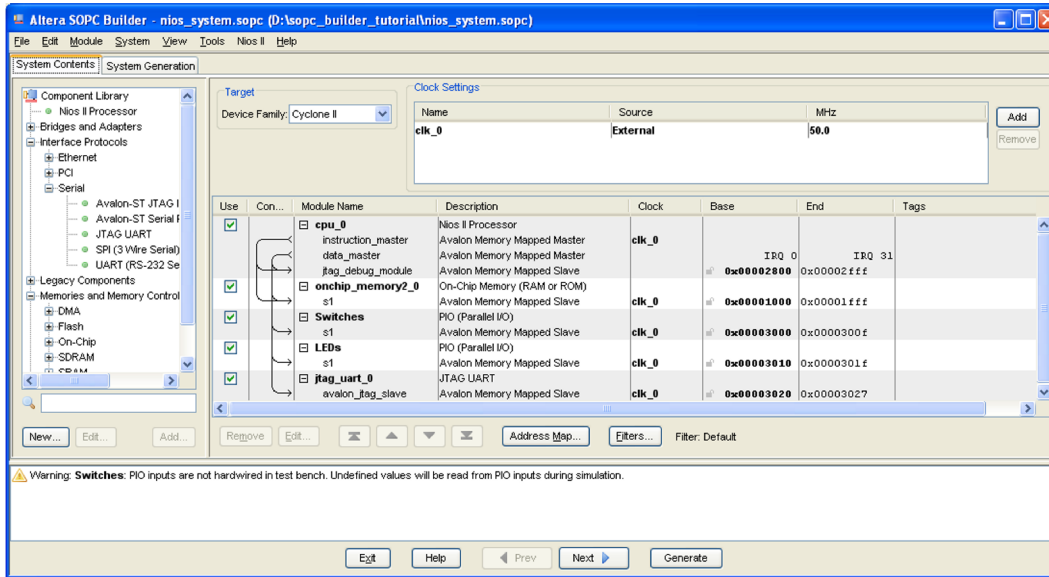 Altera SOPC Builder - nios_system.sopc (D:\sopc_builder_tutorial\nios_system.sopc)
File Edit Module System View Tools Nios II Help
System Contents System Generation
Component Library
Nios II Processor
Bridges and Adapters
Interface Protocols
Ethernet
PCI
Serial
Avalon-ST JTAG I
Avalon-ST Serial
JTAG UART
SPI (3 Wire Serial)
UART (RS-232 Se
Legacy Components
Memories and Memory Control
DMA
Flash
On-Chip
SDRAM
SRAM
New... Edit... Add...
Target
Device Family: Cyclone II
Clock Settings
Name Source MHz
clk_0 External 50.0
Add
Remove
Use Con... Module Name Description Clock Base End Tags
cpu_0 Nios II Processor
instruction_master Avalon Memory Mapped Master clk_0
data_master Avalon Memory Mapped Master IRQ 0 IRQ 31
jtag_debug_module Avalon Memory Mapped Slave 0x00002800 0x00002fff
onchip_memory2_0 On-Chip Memory (RAM or ROM)
s1 Avalon Memory Mapped Slave clk_0 0x00001000 0x00001fff
Switches PIO (Parallel I/O)
s1 Avalon Memory Mapped Slave clk_0 0x00003000 0x0000300f
LEDs PIO (Parallel I/O)
s1 Avalon Memory Mapped Slave clk_0 0x00003010 0x0000301f
jtag_uart_0 JTAG UART
avalon_jtag_slave Avalon Memory Mapped Slave clk_0 0x00003020 0x00003027
Remove Edit... Address Map... Filters... Filter: Default
Warning: Switches: PIO inputs are not hardwired in test bench. Undefined values will be read from PIO inputs during simulation.
Exit Help Prev Next Generate